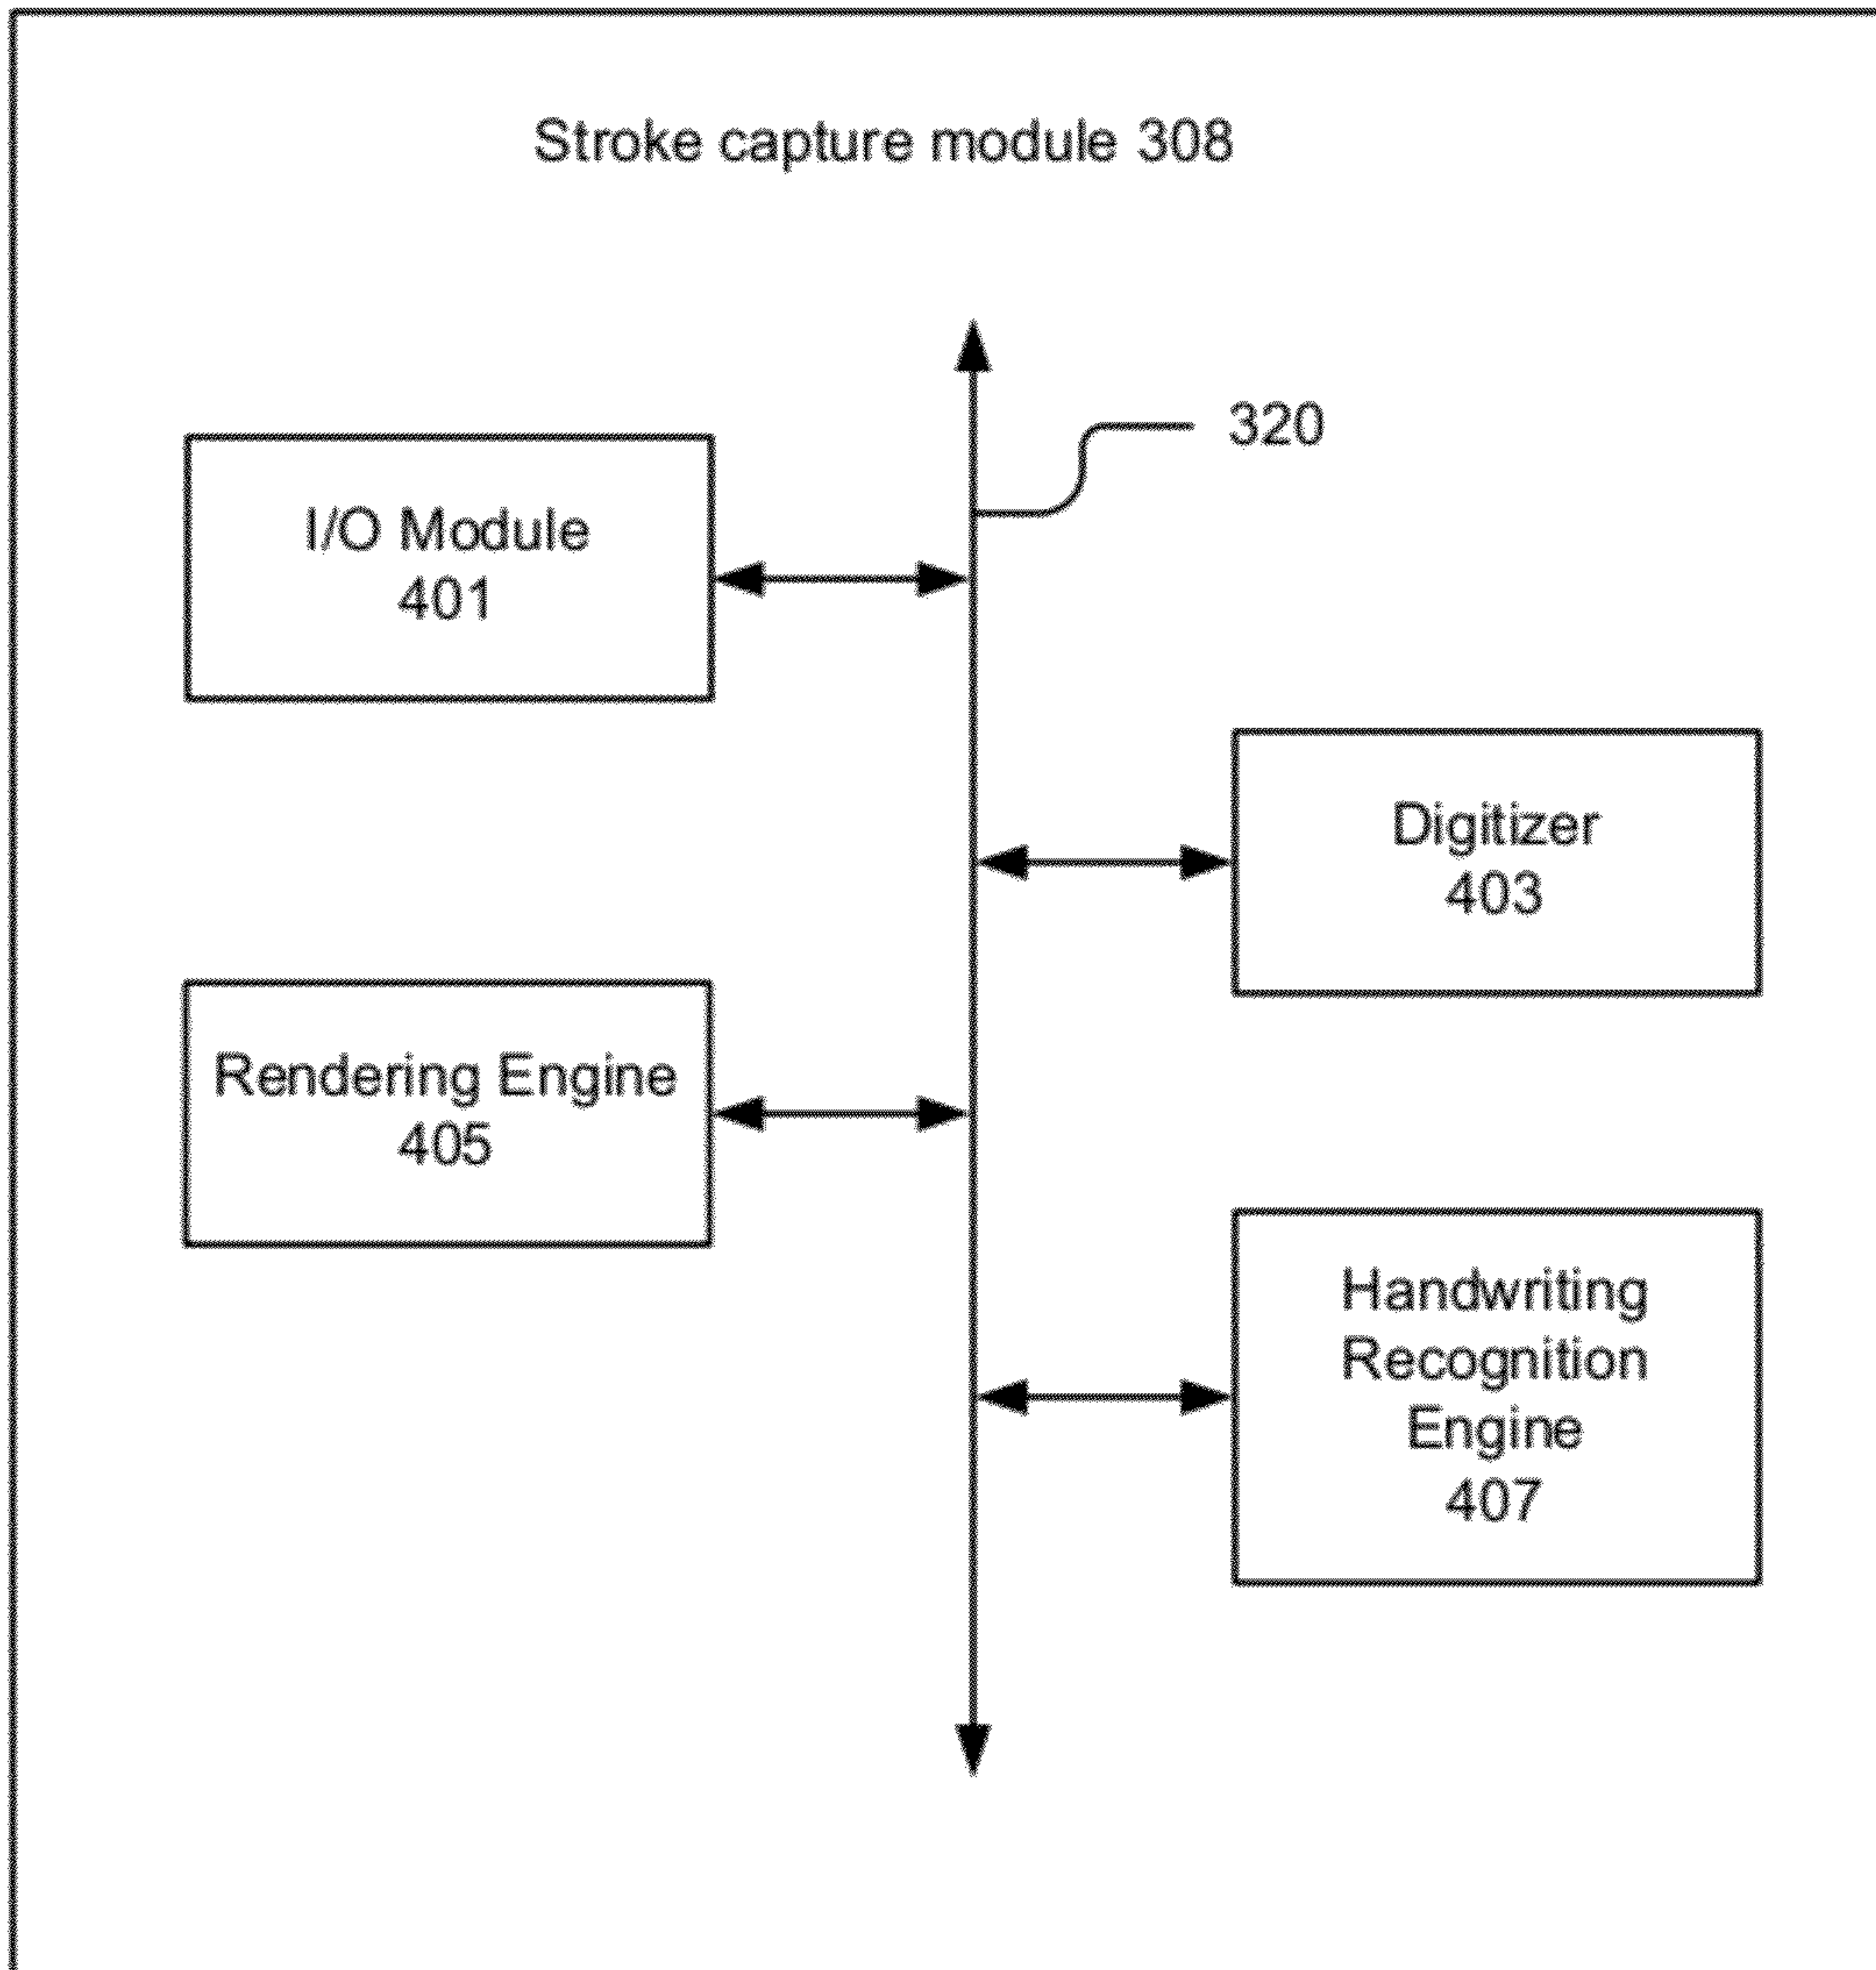 Stroke capture module 308
320
I/O Module
401
Digitizer
403
Rendering Engine
405
Handwriting
Recognition
Engine
407